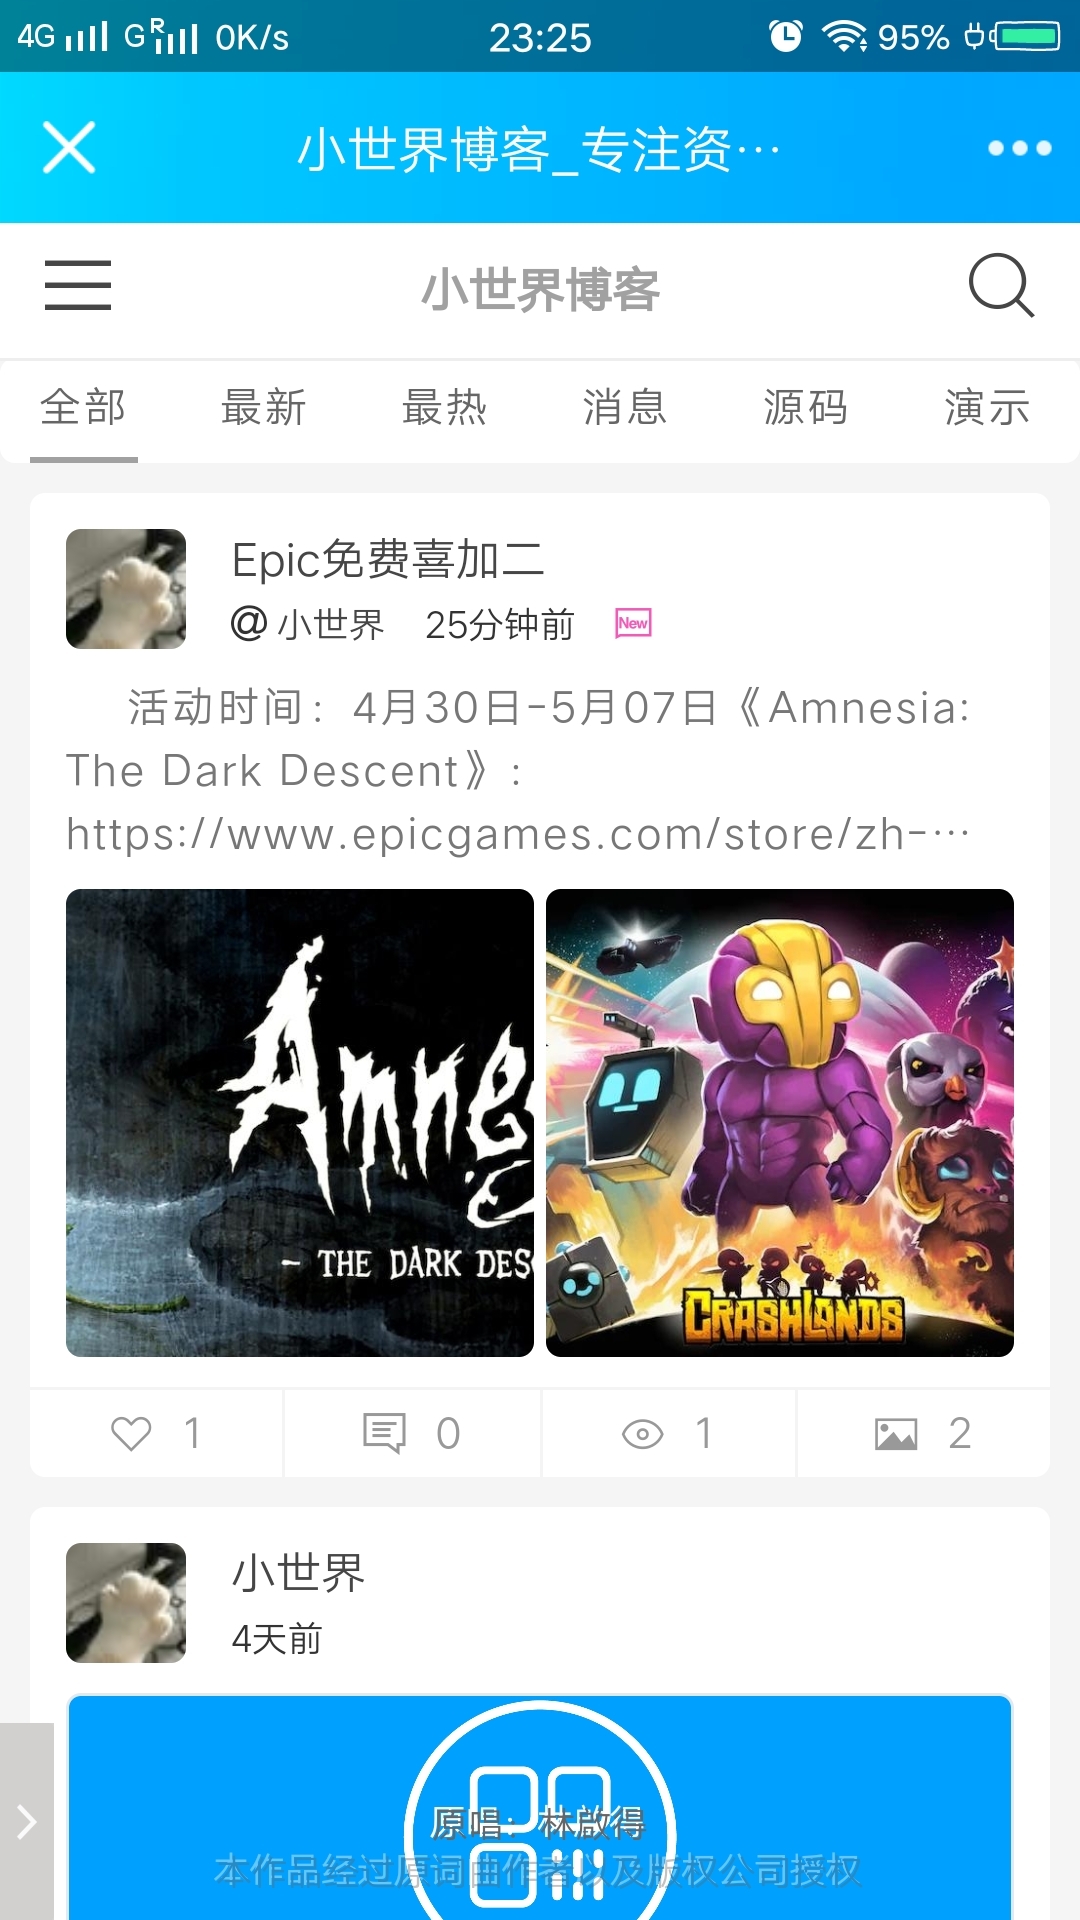 4G G R 0K/s 23:25 95%
小世界博客_专注资…
小世界博客
全部 最新 最热 消息 源码 演示
Epic免费喜加二
@ 小世界 25分钟前 New
活动时间：4月30日-5月07日《Amnesia:
The Dark Descent》:
https://www.epicgames.com/store/zh-…
Amne
- THE DARK DES
CRASHLANDS
1 0 1 2
小世界
4天前
原唱：林啟得
本作品经过原词曲作者以及版权公司授权